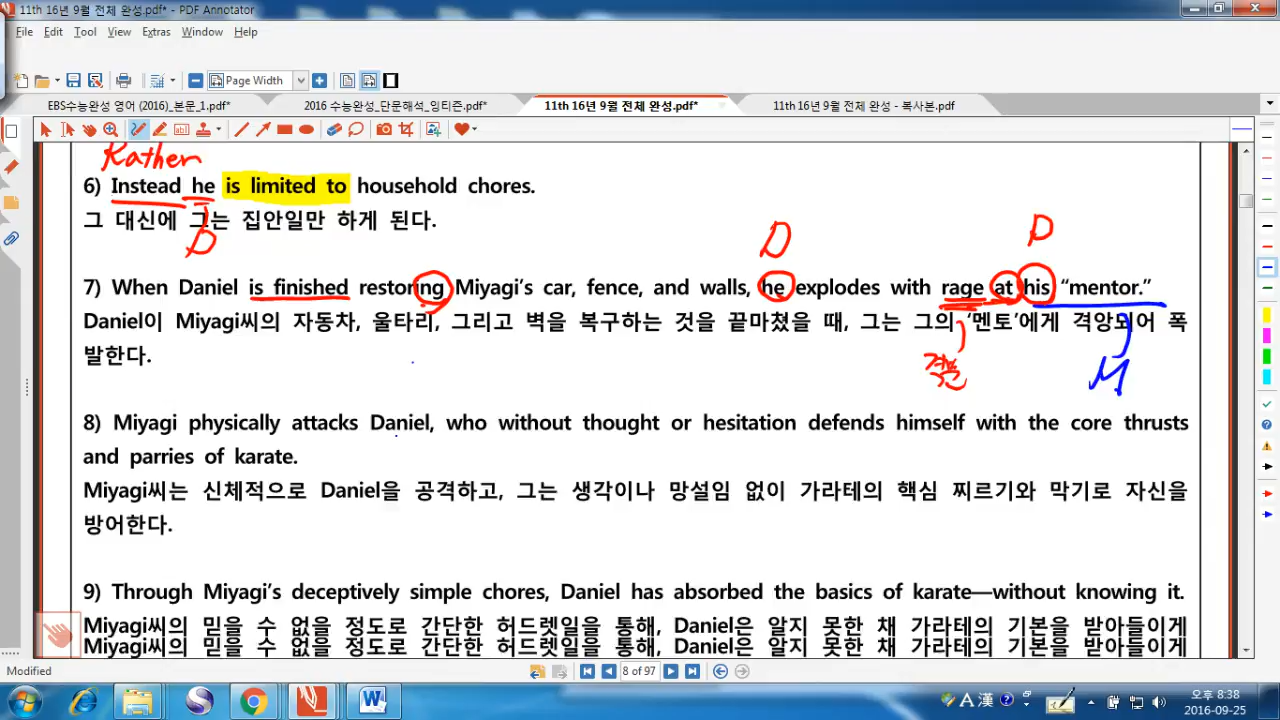 11th 16년 9월 전체 완성.pdf* - PDF Annotator
File Edit Tool View Extras Window Help
Page Width
EBS수능완성 영어 (2016)_본문_1.pdf* 2016 수능완성_단문해석_잉티즌.pdf* 11th 16년 9월 전체 완성.pdf* 11th 16년 9월 전체 완성 - 복사본.pdf
Rather
6) Instead he is limited to household chores.
그 대신에 그는 집안일만 하게 된다.
D
D
D
7) When Daniel is finished restoring Miyagi's car, fence, and walls, he explodes with rage at his “mentor.”
Daniel이 Miyagi씨의 자동차, 울타리, 그리고 벽을 복구하는 것을 끝마쳤을 때, 그는 그의 ‘멘토’에게 격앙되어 폭
발한다.
격분
M
8) Miyagi physically attacks Daniel, who without thought or hesitation defends himself with the core thrusts
and parries of karate.
Miyagi씨는 신체적으로 Daniel을 공격하고, 그는 생각이나 망설임 없이 가라테의 핵심 찌르기와 막기로 자신을
방어한다.
9) Through Miyagi's deceptively simple chores, Daniel has absorbed the basics of karate—without knowing it.
Miyagi씨의 믿을 수 없을 정도로 간단한 허드렛일을 통해, Daniel은 알지 못한 채 가라테의 기본을 받아들이게
Miyagi씨의 믿을 수 없을 정도로 간단한 허드렛일을 통해, Daniel은 알지 못한 채 가라테의 기본을 받아들이게
Modified 8 of 97
A 漢 오후 8:38
2016-09-25